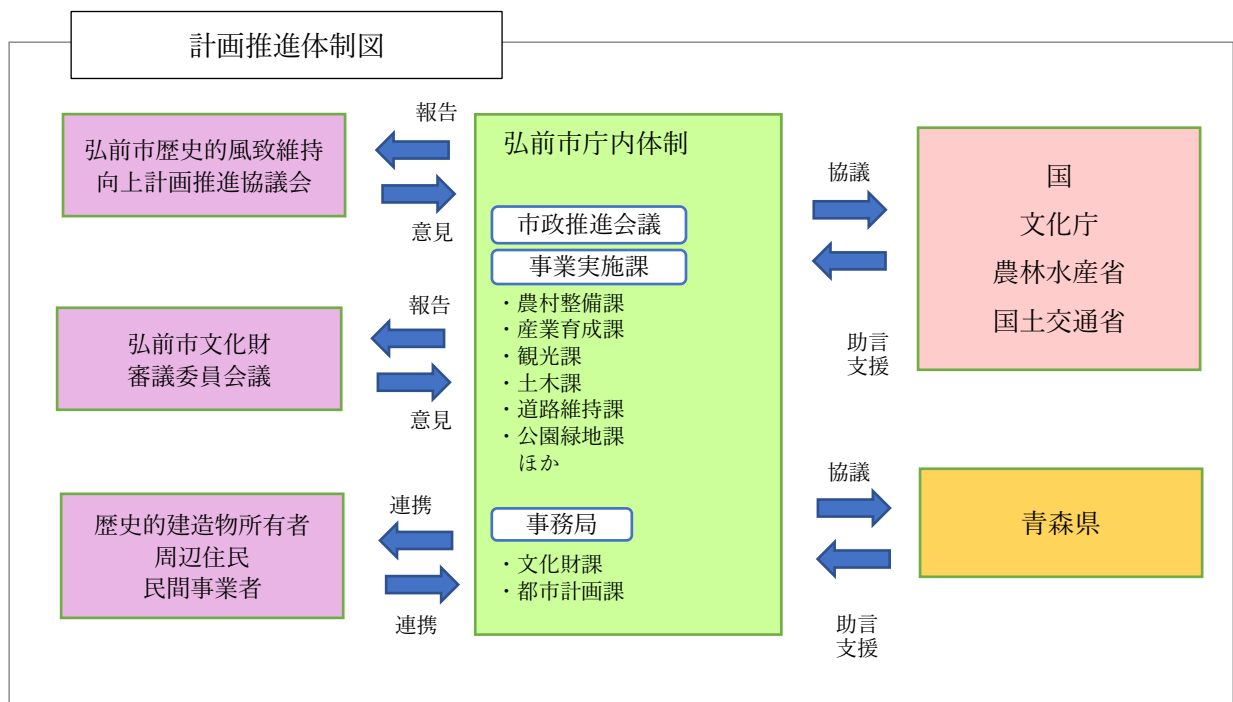 計画推進体制図
弘前市歴史的風致維持
向上計画推進協議会
報告
意見
弘前市文化財
審議委員会議
報告
意見
歴史的建造物所有者
周辺住民
民間事業者
連携
連携
弘前市庁内体制
市政推進会議
事業実施課
・農村整備課
・産業育成課
・観光課
・土木課
・道路維持課
・公園緑地課
ほか
事務局
・文化財課
・都市計画課
協議
助言
支援
国
文化庁
農林水産省
国土交通省
協議
助言
支援
青森県